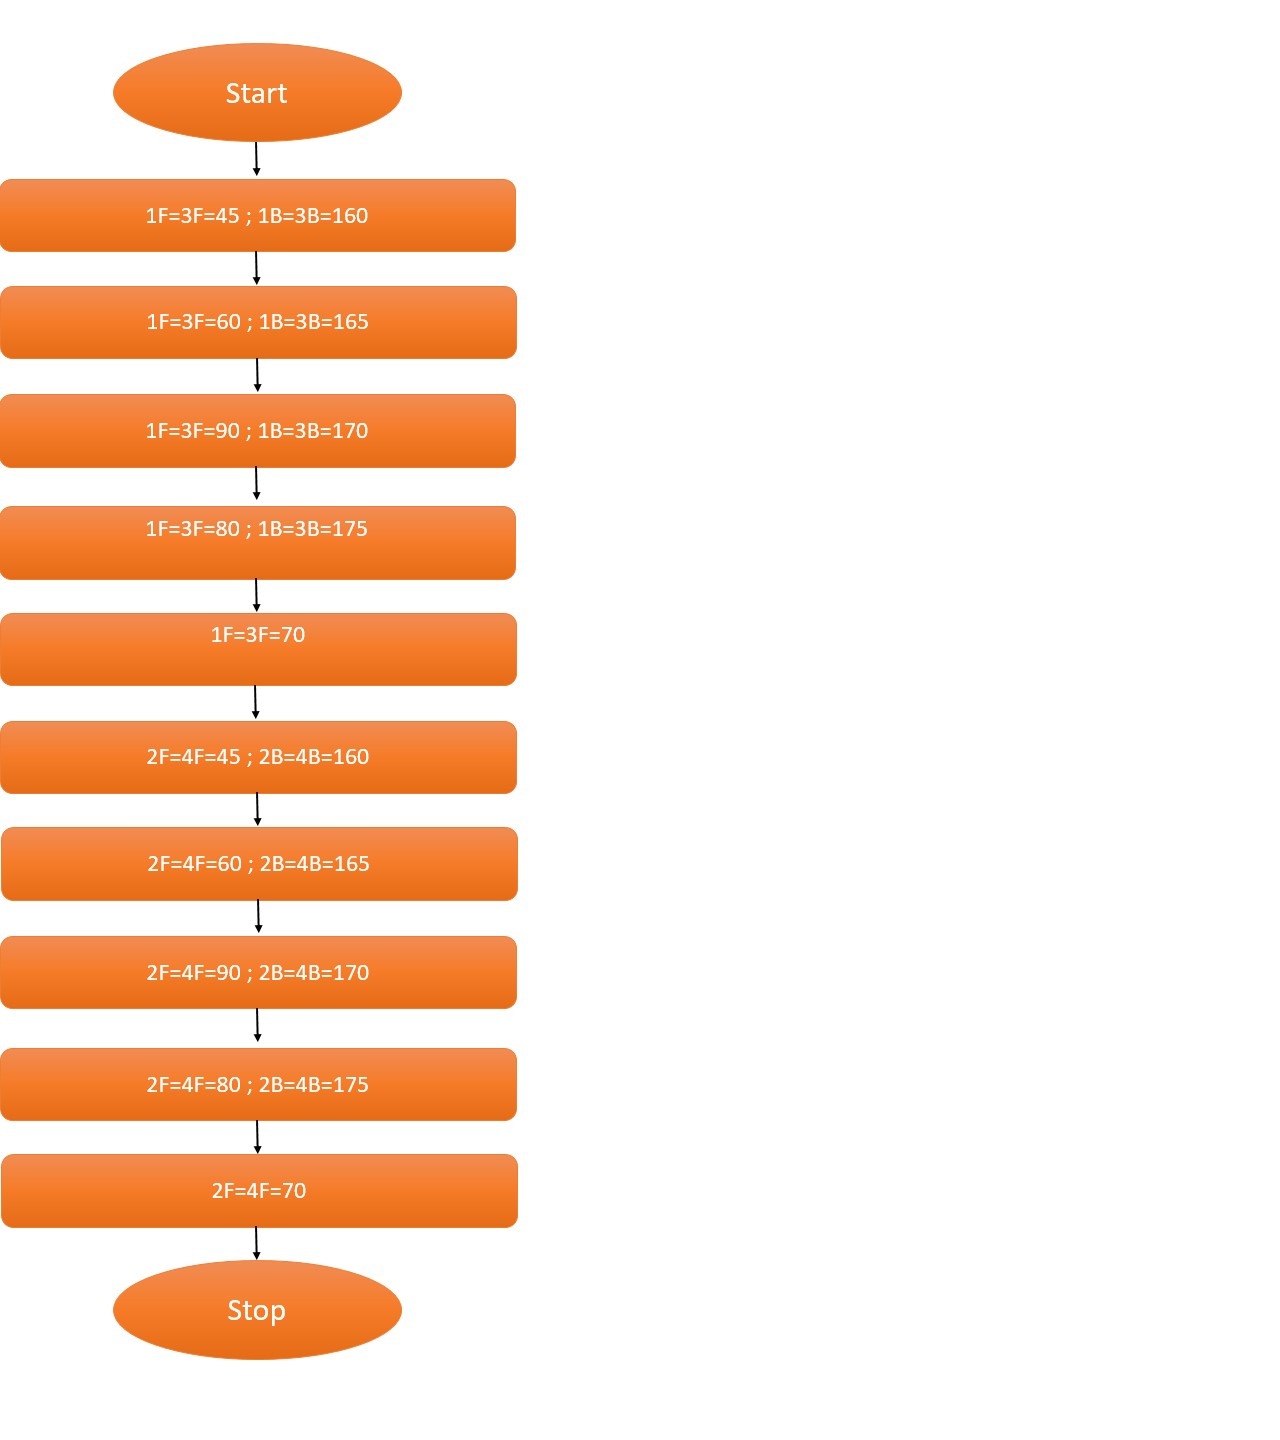 Start
1F=3F=45 ; 1B=3B=160
1F=3F=60 ; 1B=3B=165
1F=3F=90 ; 1B=3B=170
1F=3F=80 ; 1B=3B=175
1F=3F=70
2F=4F=45 ; 2B=4B=160
2F=4F=60 ; 2B=4B=165
2F=4F=90 ; 2B=4B=170
2F=4F=80 ; 2B=4B=175
2F=4F=70
Stop